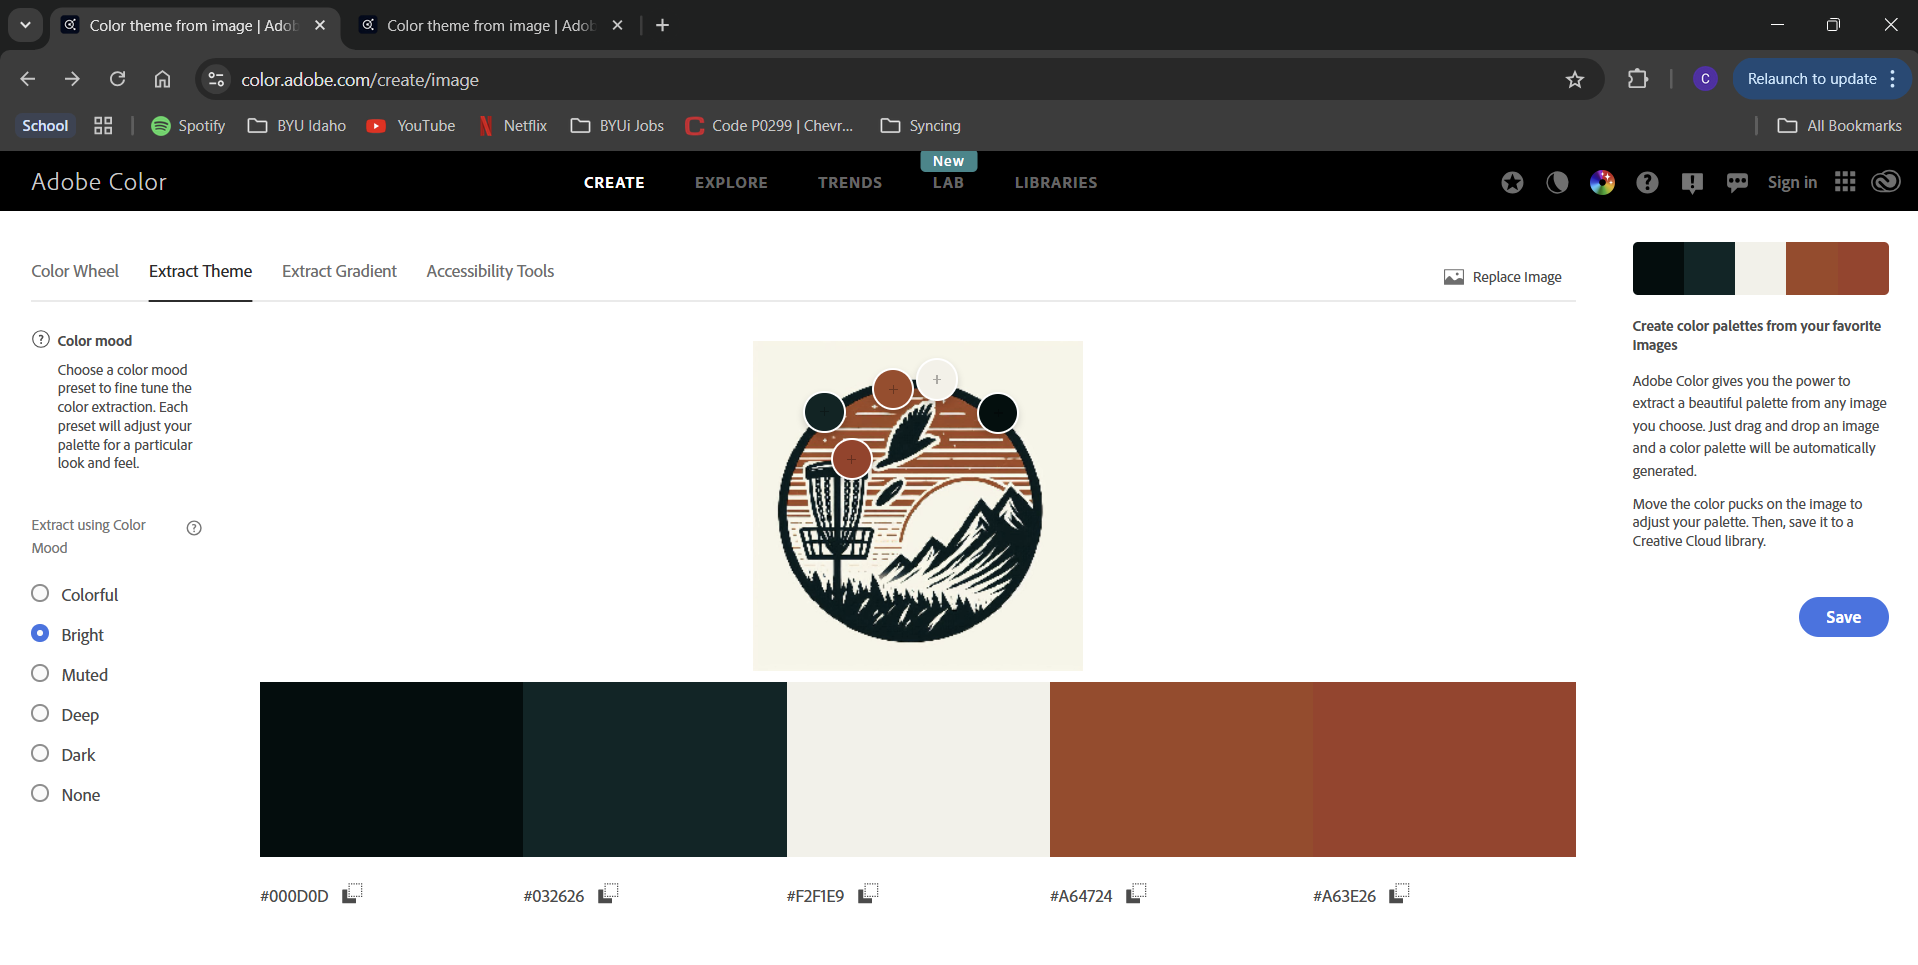 Color theme from image | Adob
Color theme from image | Adob
color.adobe.com/create/image
C
Relaunch to update
School
Spotify
BYU Idaho
YouTube
Netflix
BYUi Jobs
Code P0299 | Chevr...
Syncing
All Bookmarks
Adobe Color
CREATE
EXPLORE
TRENDS
New
LAB
LIBRARIES
Sign in
Color Wheel
Extract Theme
Extract Gradient
Accessibility Tools
Replace Image
Color mood
Choose a color mood
preset to fine tune the
color extraction. Each
preset will adjust your
palette for a particular
look and feel.
Extract using Color
Mood
Colorful
Bright
Muted
Deep
Dark
None
#000D0D
#032626
#F2F1E9
#A64724
#A63E26
Create color palettes from your favorite
Images
Adobe Color gives you the power to
extract a beautiful palette from any image
you choose. Just drag and drop an image
and a color palette will be automatically
generated.
Move the color pucks on the image to
adjust your palette. Then, save it to a
Creative Cloud library.
Save